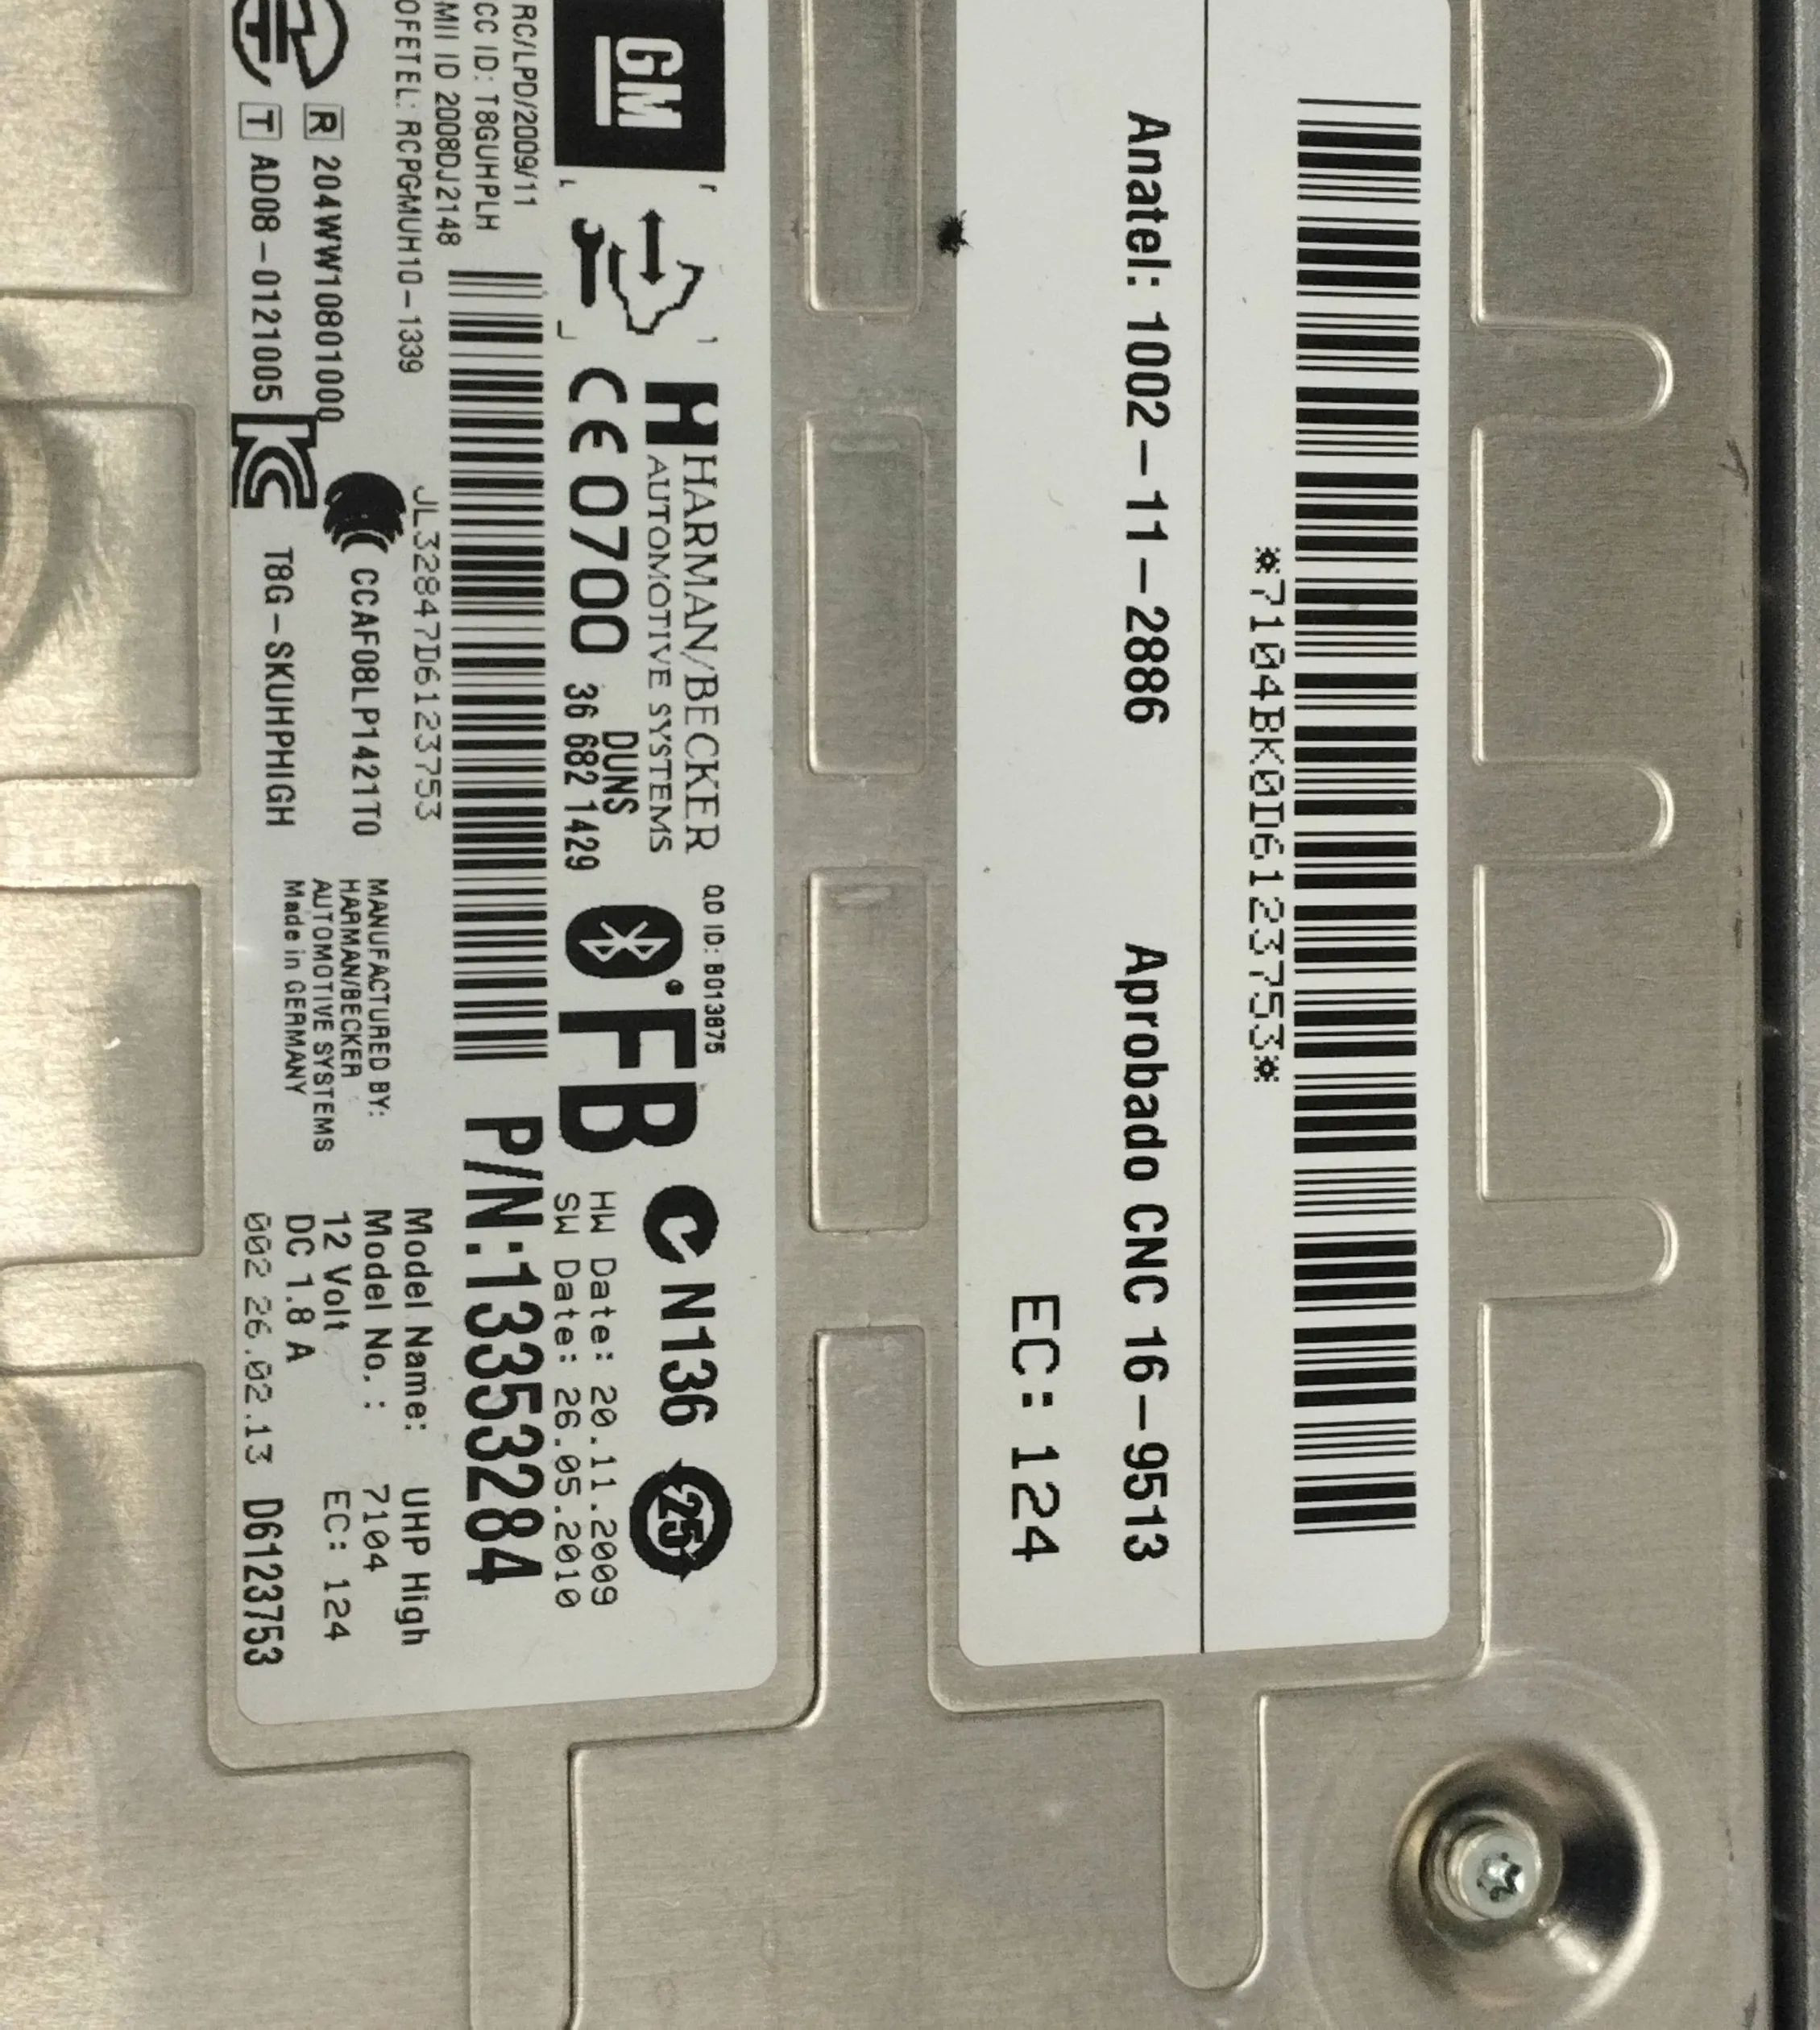 *7104BK0D6123753*
Anatel: 1002-11-2886 Aprobado CNC 16-9513
EC: 124
GM
HARMAN/BECKER
AUTOMOTIVE SYSTEMS
QD ID: B013875
N136
25
CE 0700
DUNS
36 682 1429
FB
HW Date: 20.11.2009
SW Date: 26.05.2010
RC/LPD/2009/11
CC ID: T8GUHPLH
MII ID 2008DJ2148
OFETEL: RCPGMUH10-1339
P/N:13353284
JL32847D6123753
R 204WW10801000
T AD08-0121005
CCAF08LP1421T0
T8G-SKUHPHIGH
MANUFACTURED BY:
HARMAN/BECKER
AUTOMOTIVE SYSTEMS
Made in GERMANY
Model Name: UHP High
Model No. : 7104
12 Volt EC: 124
DC 1.8 A
002 26.02.13 D6123753